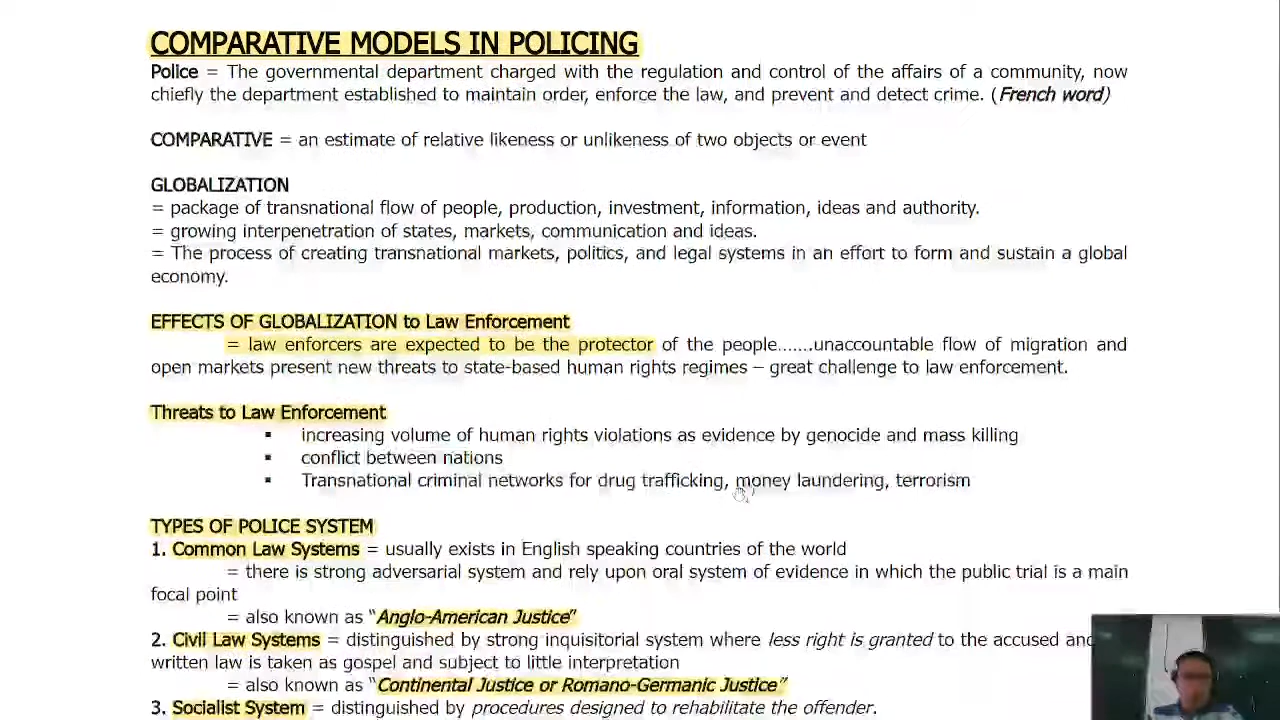 COMPARATIVE MODELS IN POLICING
Police = The governmental department charged with the regulation and control of the affairs of a community, now
chiefly the department established to maintain order, enforce the law, and prevent and detect crime. (French word)
COMPARATIVE = an estimate of relative likeness or unlikeness of two objects or event
GLOBALIZATION
= package of transnational flow of people, production, investment, information, ideas and authority.
= growing interpenetration of states, markets, communication and ideas.
= The process of creating transnational markets, politics, and legal systems in an effort to form and sustain a global
economy.
EFFECTS OF GLOBALIZATION to Law Enforcement
= law enforcers are expected to be the protector of the people…….unaccountable flow of migration and
open markets present new threats to state-based human rights regimes – great challenge to law enforcement.
Threats to Law Enforcement
▪ increasing volume of human rights violations as evidence by genocide and mass killing
▪ conflict between nations
▪ Transnational criminal networks for drug trafficking, money laundering, terrorism
TYPES OF POLICE SYSTEM
1. Common Law Systems = usually exists in English speaking countries of the world
= there is strong adversarial system and rely upon oral system of evidence in which the public trial is a main
focal point
= also known as “Anglo-American Justice”
2. Civil Law Systems = distinguished by strong inquisitorial system where less right is granted to the accused and
written law is taken as gospel and subject to little interpretation
= also known as “Continental Justice or Romano-Germanic Justice”
3. Socialist System = distinguished by procedures designed to rehabilitate the offender.